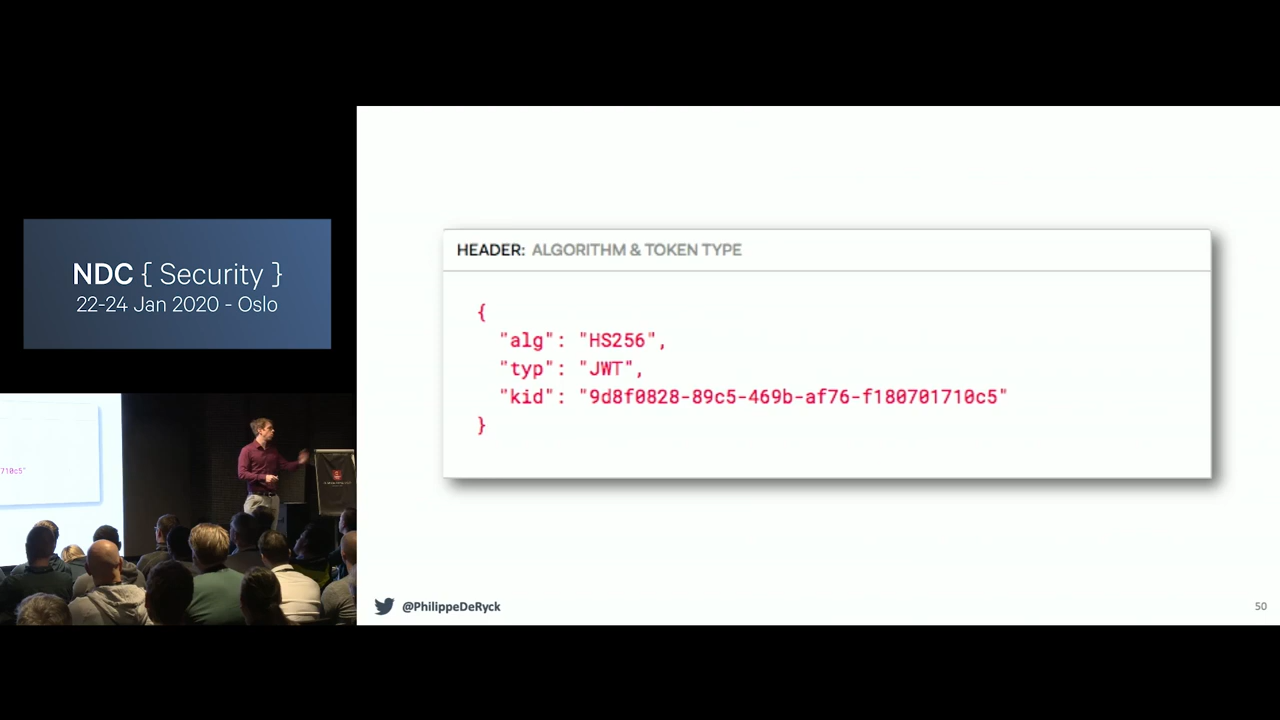 NDC { Security }
22-24 Jan 2020 - Oslo
HEADER: ALGORITHM & TOKEN TYPE
{
"alg": "HS256",
"typ": "JWT",
"kid": "9d8f0828-89c5-469b-af76-f180701710c5"
}
710c5"
@PhilippeDeRyck
50